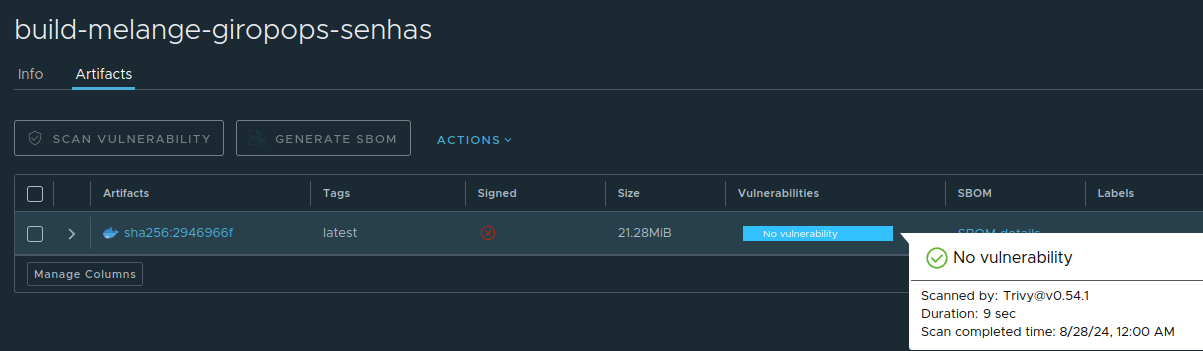 build-melange-giropops-senhas
Info Artifacts
SCAN VULNERABILITY GENERATE SBOM ACTIONS
Artifacts Tags Signed Size Vulnerabilities SBOM Labels
sha256:2946966f latest 21.28MiB No vulnerability SBOM details
Manage Columns
No vulnerability
Scanned by: Trivy@v0.54.1
Duration: 9 sec
Scan completed time: 8/28/24, 12:00 AM